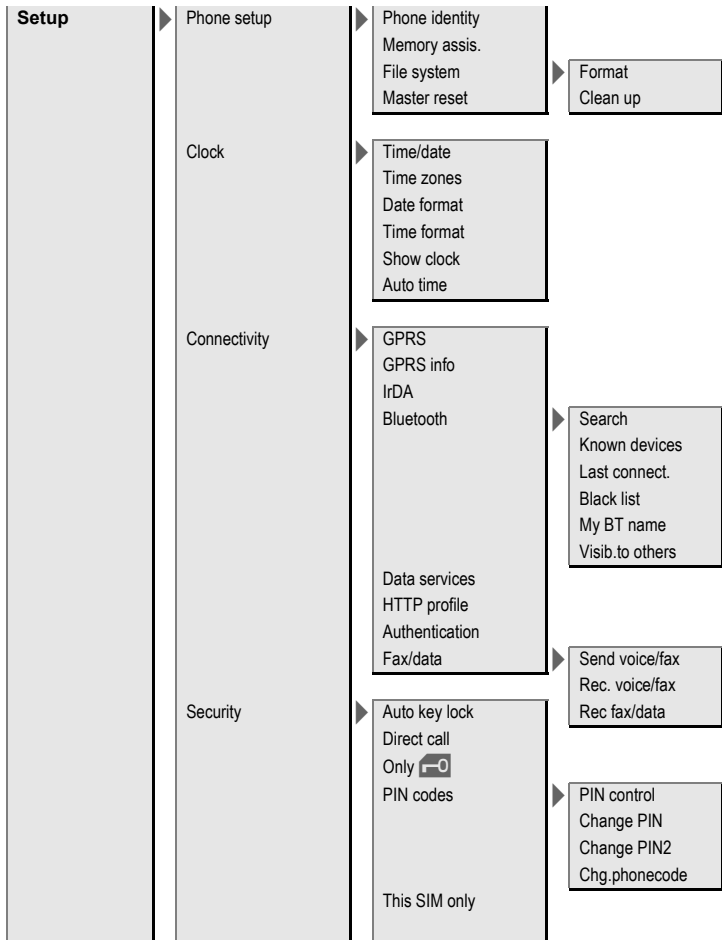 Setup Phone setup Phone identity
Memory assis.
File system Format
Master reset Clean up
Clock Time/date
Time zones
Date format
Time format
Show clock
Auto time
Connectivity GPRS
GPRS info
IrDA
Bluetooth Search
Known devices
Last connect.
Black list
My BT name
Visib.to others
Data services
HTTP profile
Authentication
Fax/data Send voice/fax
Rec. voice/fax
Security Auto key lock Rec fax/data
Direct call
Only
PIN codes PIN control
Change PIN
Change PIN2
Chg.phonecode
This SIM only